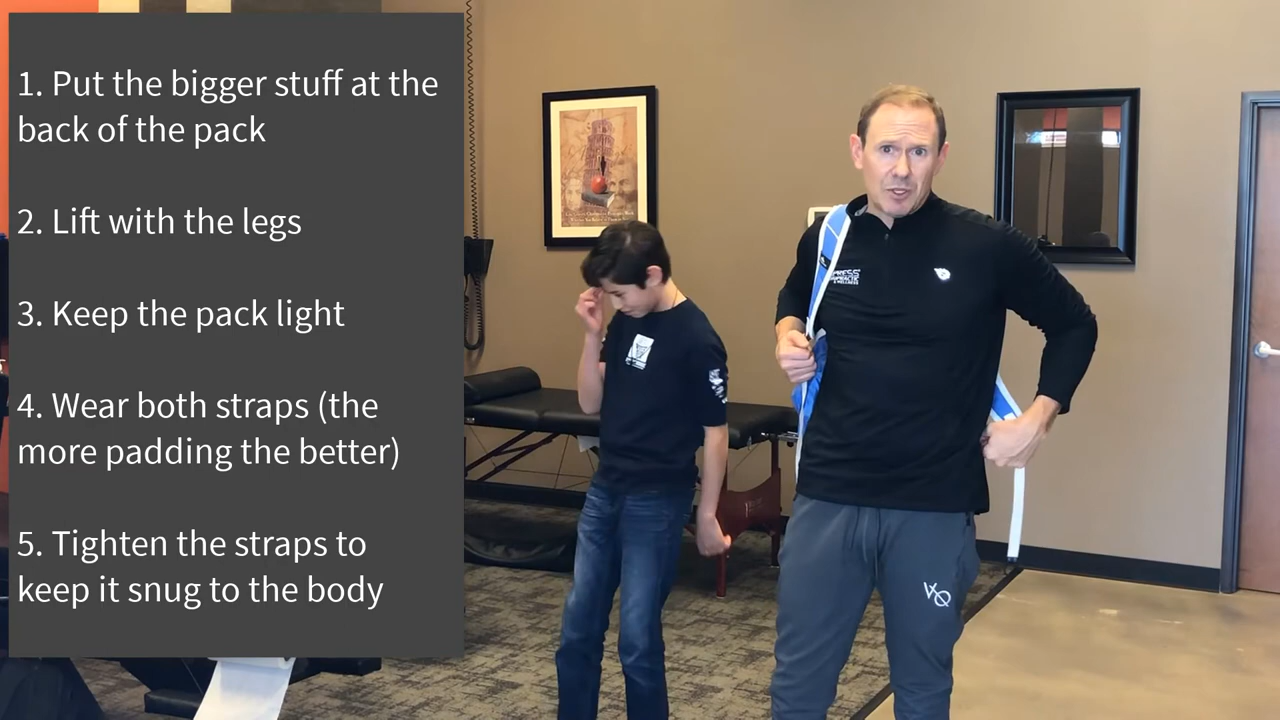 1. Put the bigger stuff at the
back of the pack
2. Lift with the legs
3. Keep the pack light
4. Wear both straps (the
more padding the better)
5. Tighten the straps to
keep it snug to the body